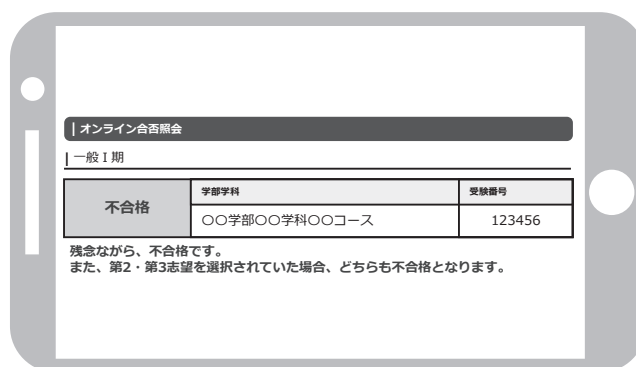 | オンライン合否照会
| 一般Ⅰ期
不合格
学部学科
受験番号
〇〇学部〇〇学科〇〇コース
123456
残念ながら、不合格です。
また、第2・第3志望を選択されていた場合、どちらも不合格となります。